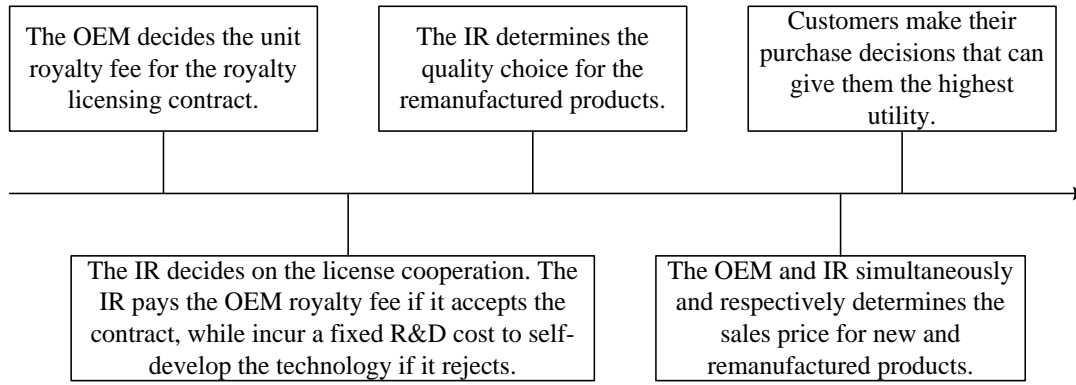 The OEM decides the unit
royalty fee for the royalty
licensing contract.
The IR determines the
quality choice for the
remanufactured products.
Customers make their
purchase decisions that can
give them the highest
utility.
The IR decides on the license cooperation. The
IR pays the OEM royalty fee if it accepts the
contract, while incur a fixed R&D cost to self-
develop the technology if it rejects.
The OEM and IR simultaneously
and respectively determines the
sales price for new and
remanufactured products.